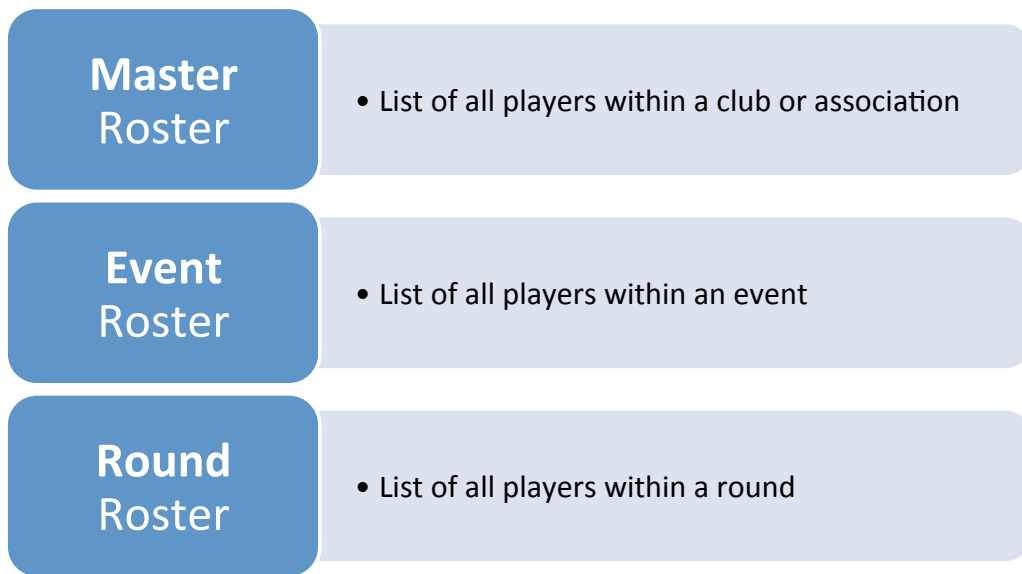 Master
Roster
• List of all players within a club or association
Event
Roster
• List of all players within an event
Round
Roster
• List of all players within a round